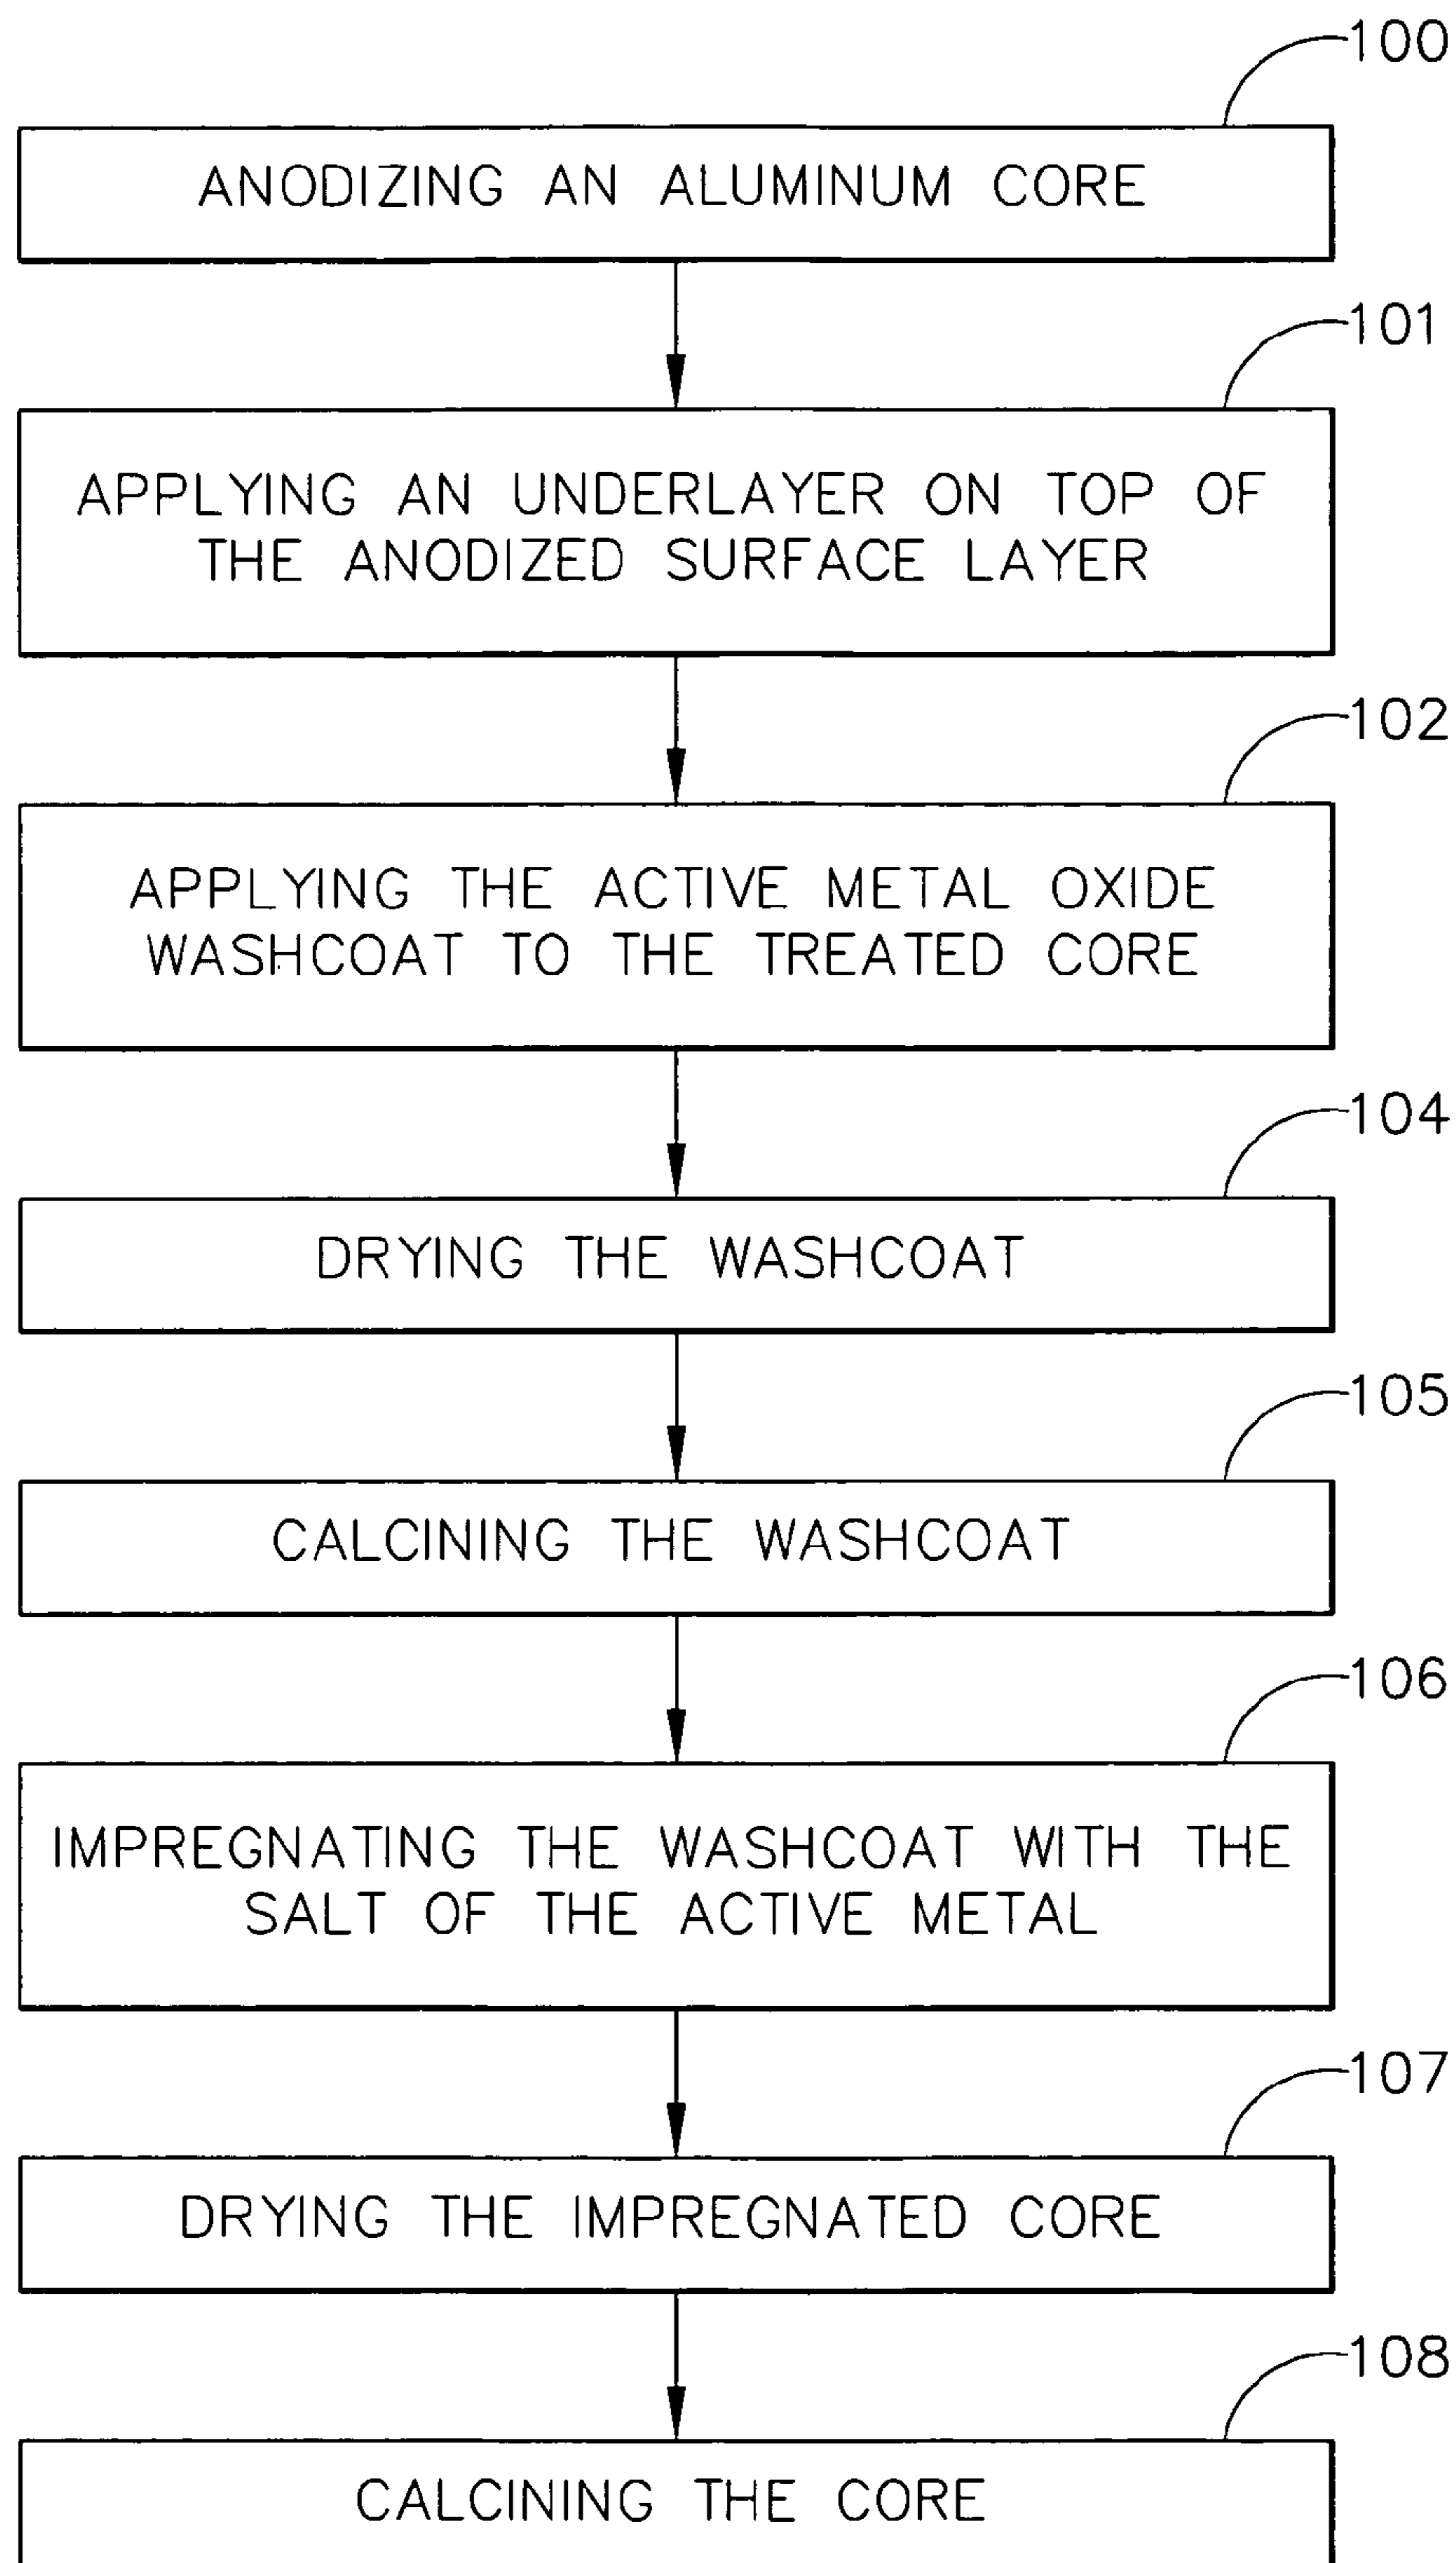 100
ANODIZING AN ALUMINUM CORE
101
APPLYING AN UNDERLAYER ON TOP OF
THE ANODIZED SURFACE LAYER
102
APPLYING THE ACTIVE METAL OXIDE
WASHCOAT TO THE TREATED CORE
104
DRYING THE WASHCOAT
105
CALCINING THE WASHCOAT
106
IMPREGNATING THE WASHCOAT WITH THE
SALT OF THE ACTIVE METAL
107
DRYING THE IMPREGNATED CORE
108
CALCINING THE CORE